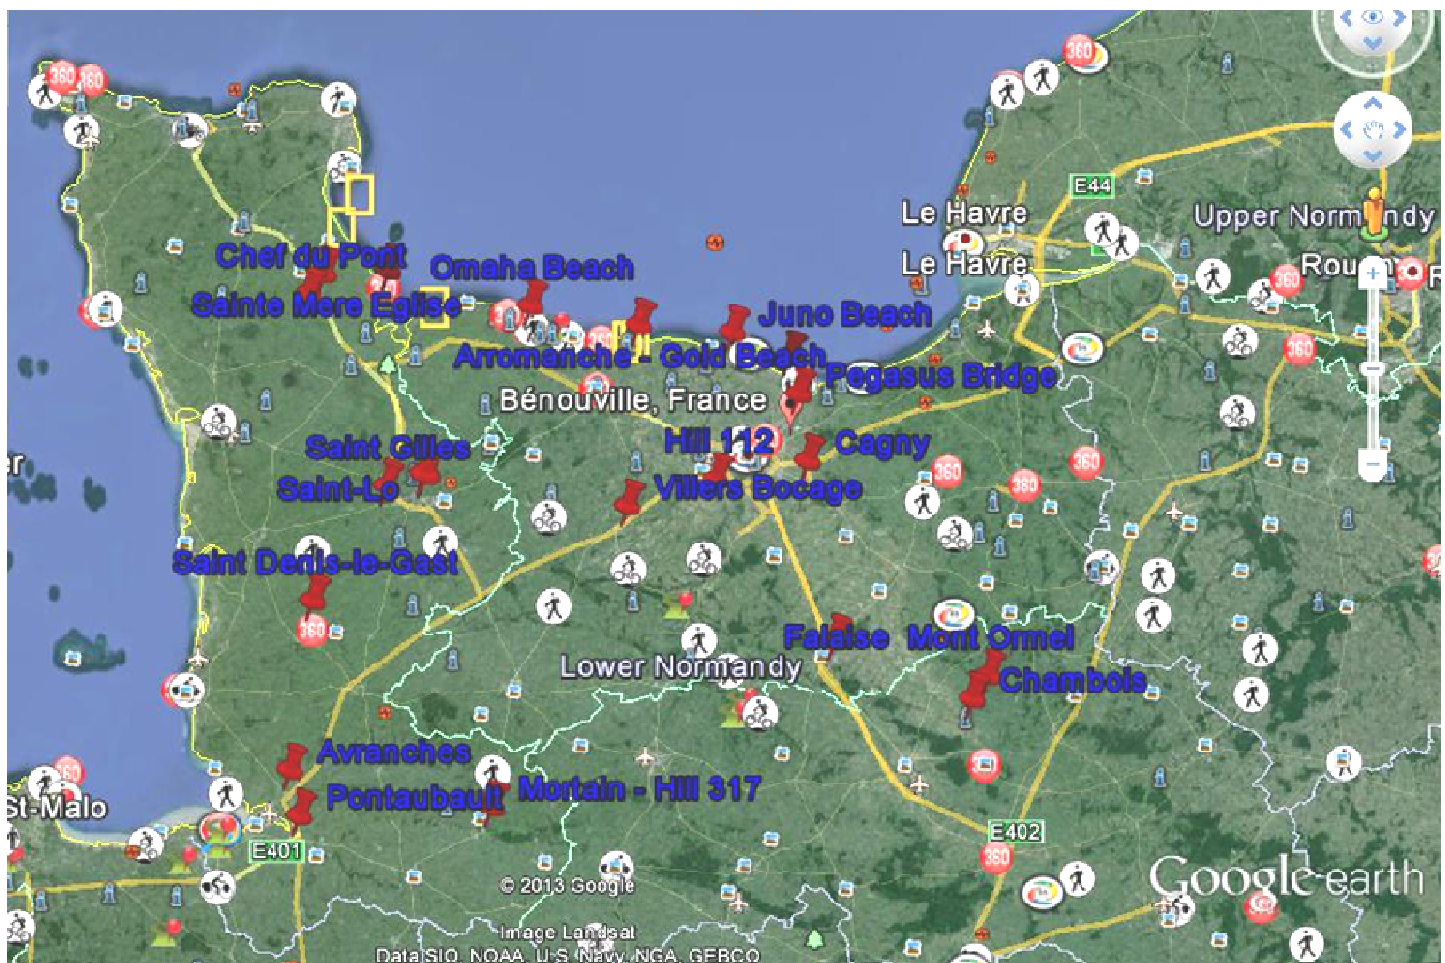 E44
Le Havre
Upper Normandy
Chef du Pont
Omaha Beach
Le Havre
Sainte Mere Eglise
Juno Beach
Arromanche - Gold Beach
Pegasus Bridge
Bénouville, France
Hill 112
Cagny
Saint Gilles
Saint-Lo
Villers Bocage
Saint Denis-le-Gast
Falaise
Mont Ormel
Lower Normandy
Chambois
Avranches
Mortain - Hill 317
Pontaubault
St-Malo
E402
E401
© 2013 Google
Google earth
Image Landsat
Data SIO, NOAA, U.S. Navy, NGA, GEBCO